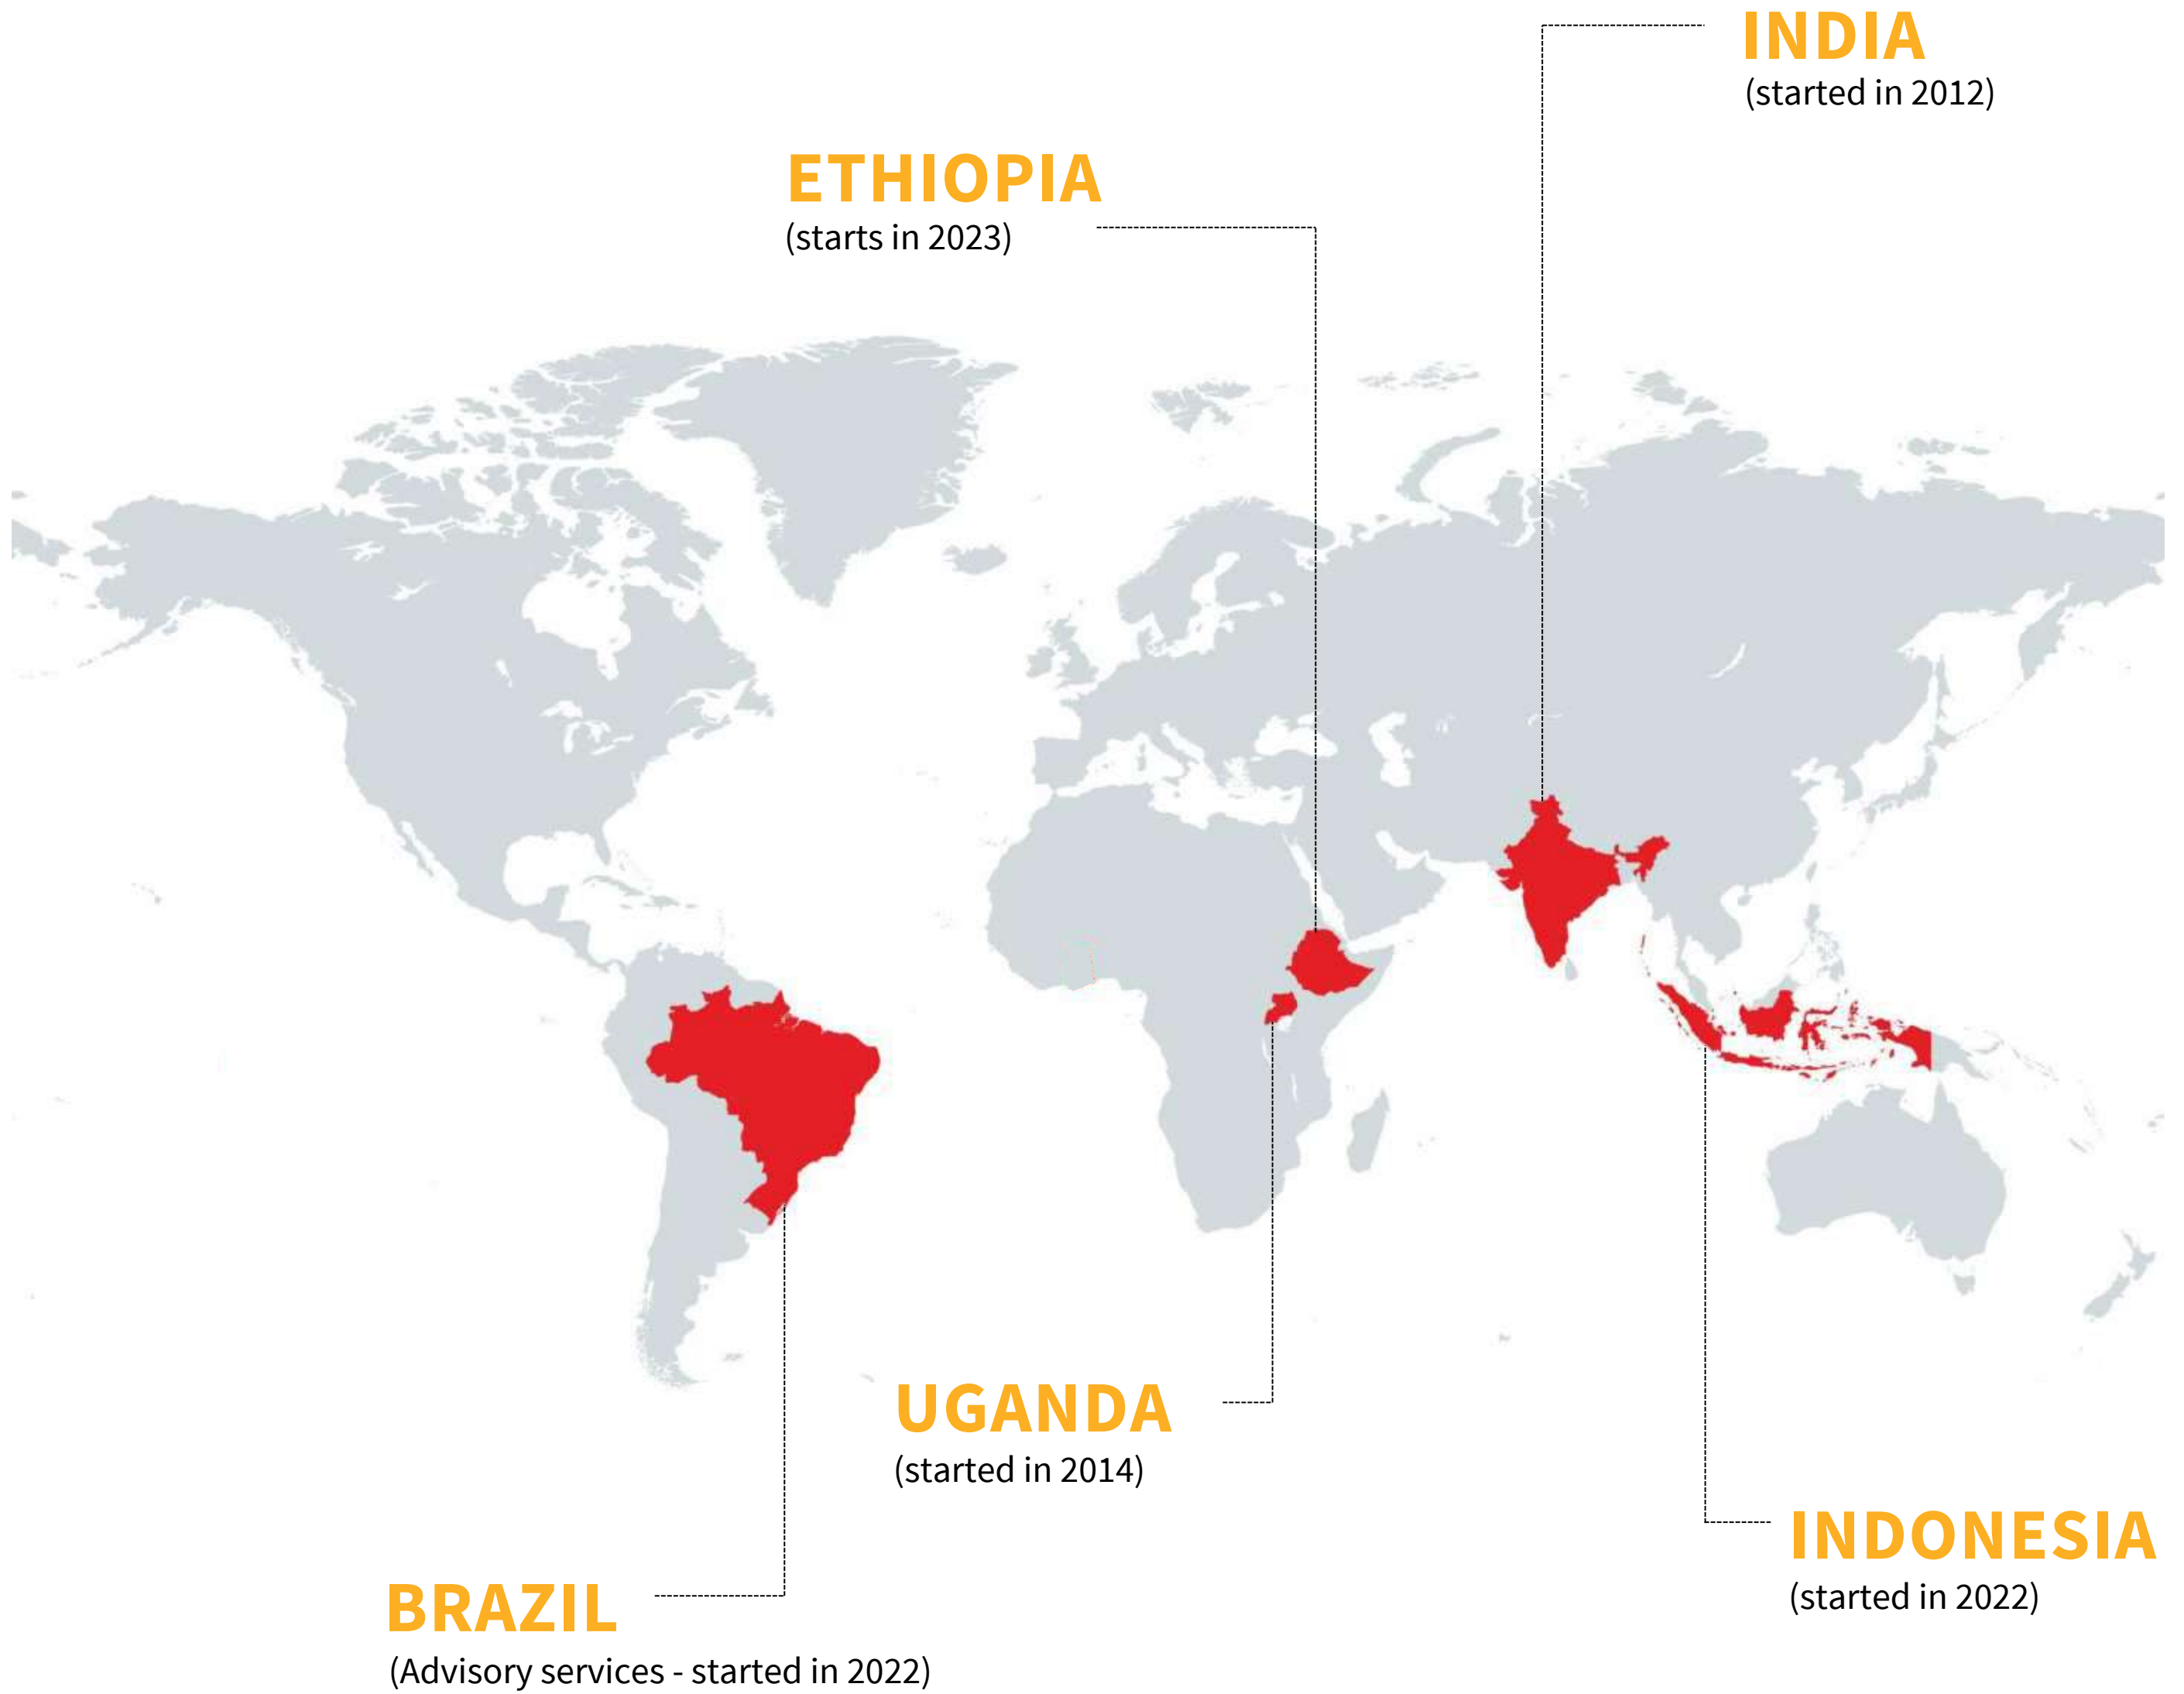 INDIA
(started in 2012)
ETHIOPIA
(starts in 2023)
UGANDA
(started in 2014)
INDONESIA
(started in 2022)
BRAZIL
(Advisory services - started in 2022)